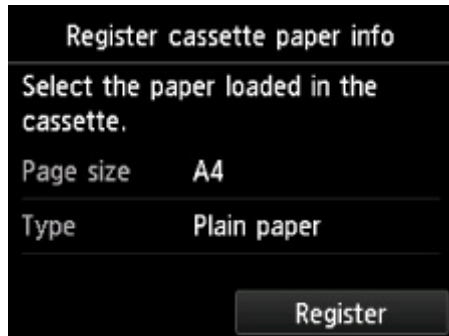 Register cassette paper info
Select the paper loaded in the
cassette.
Page size A4
Type Plain paper
Register